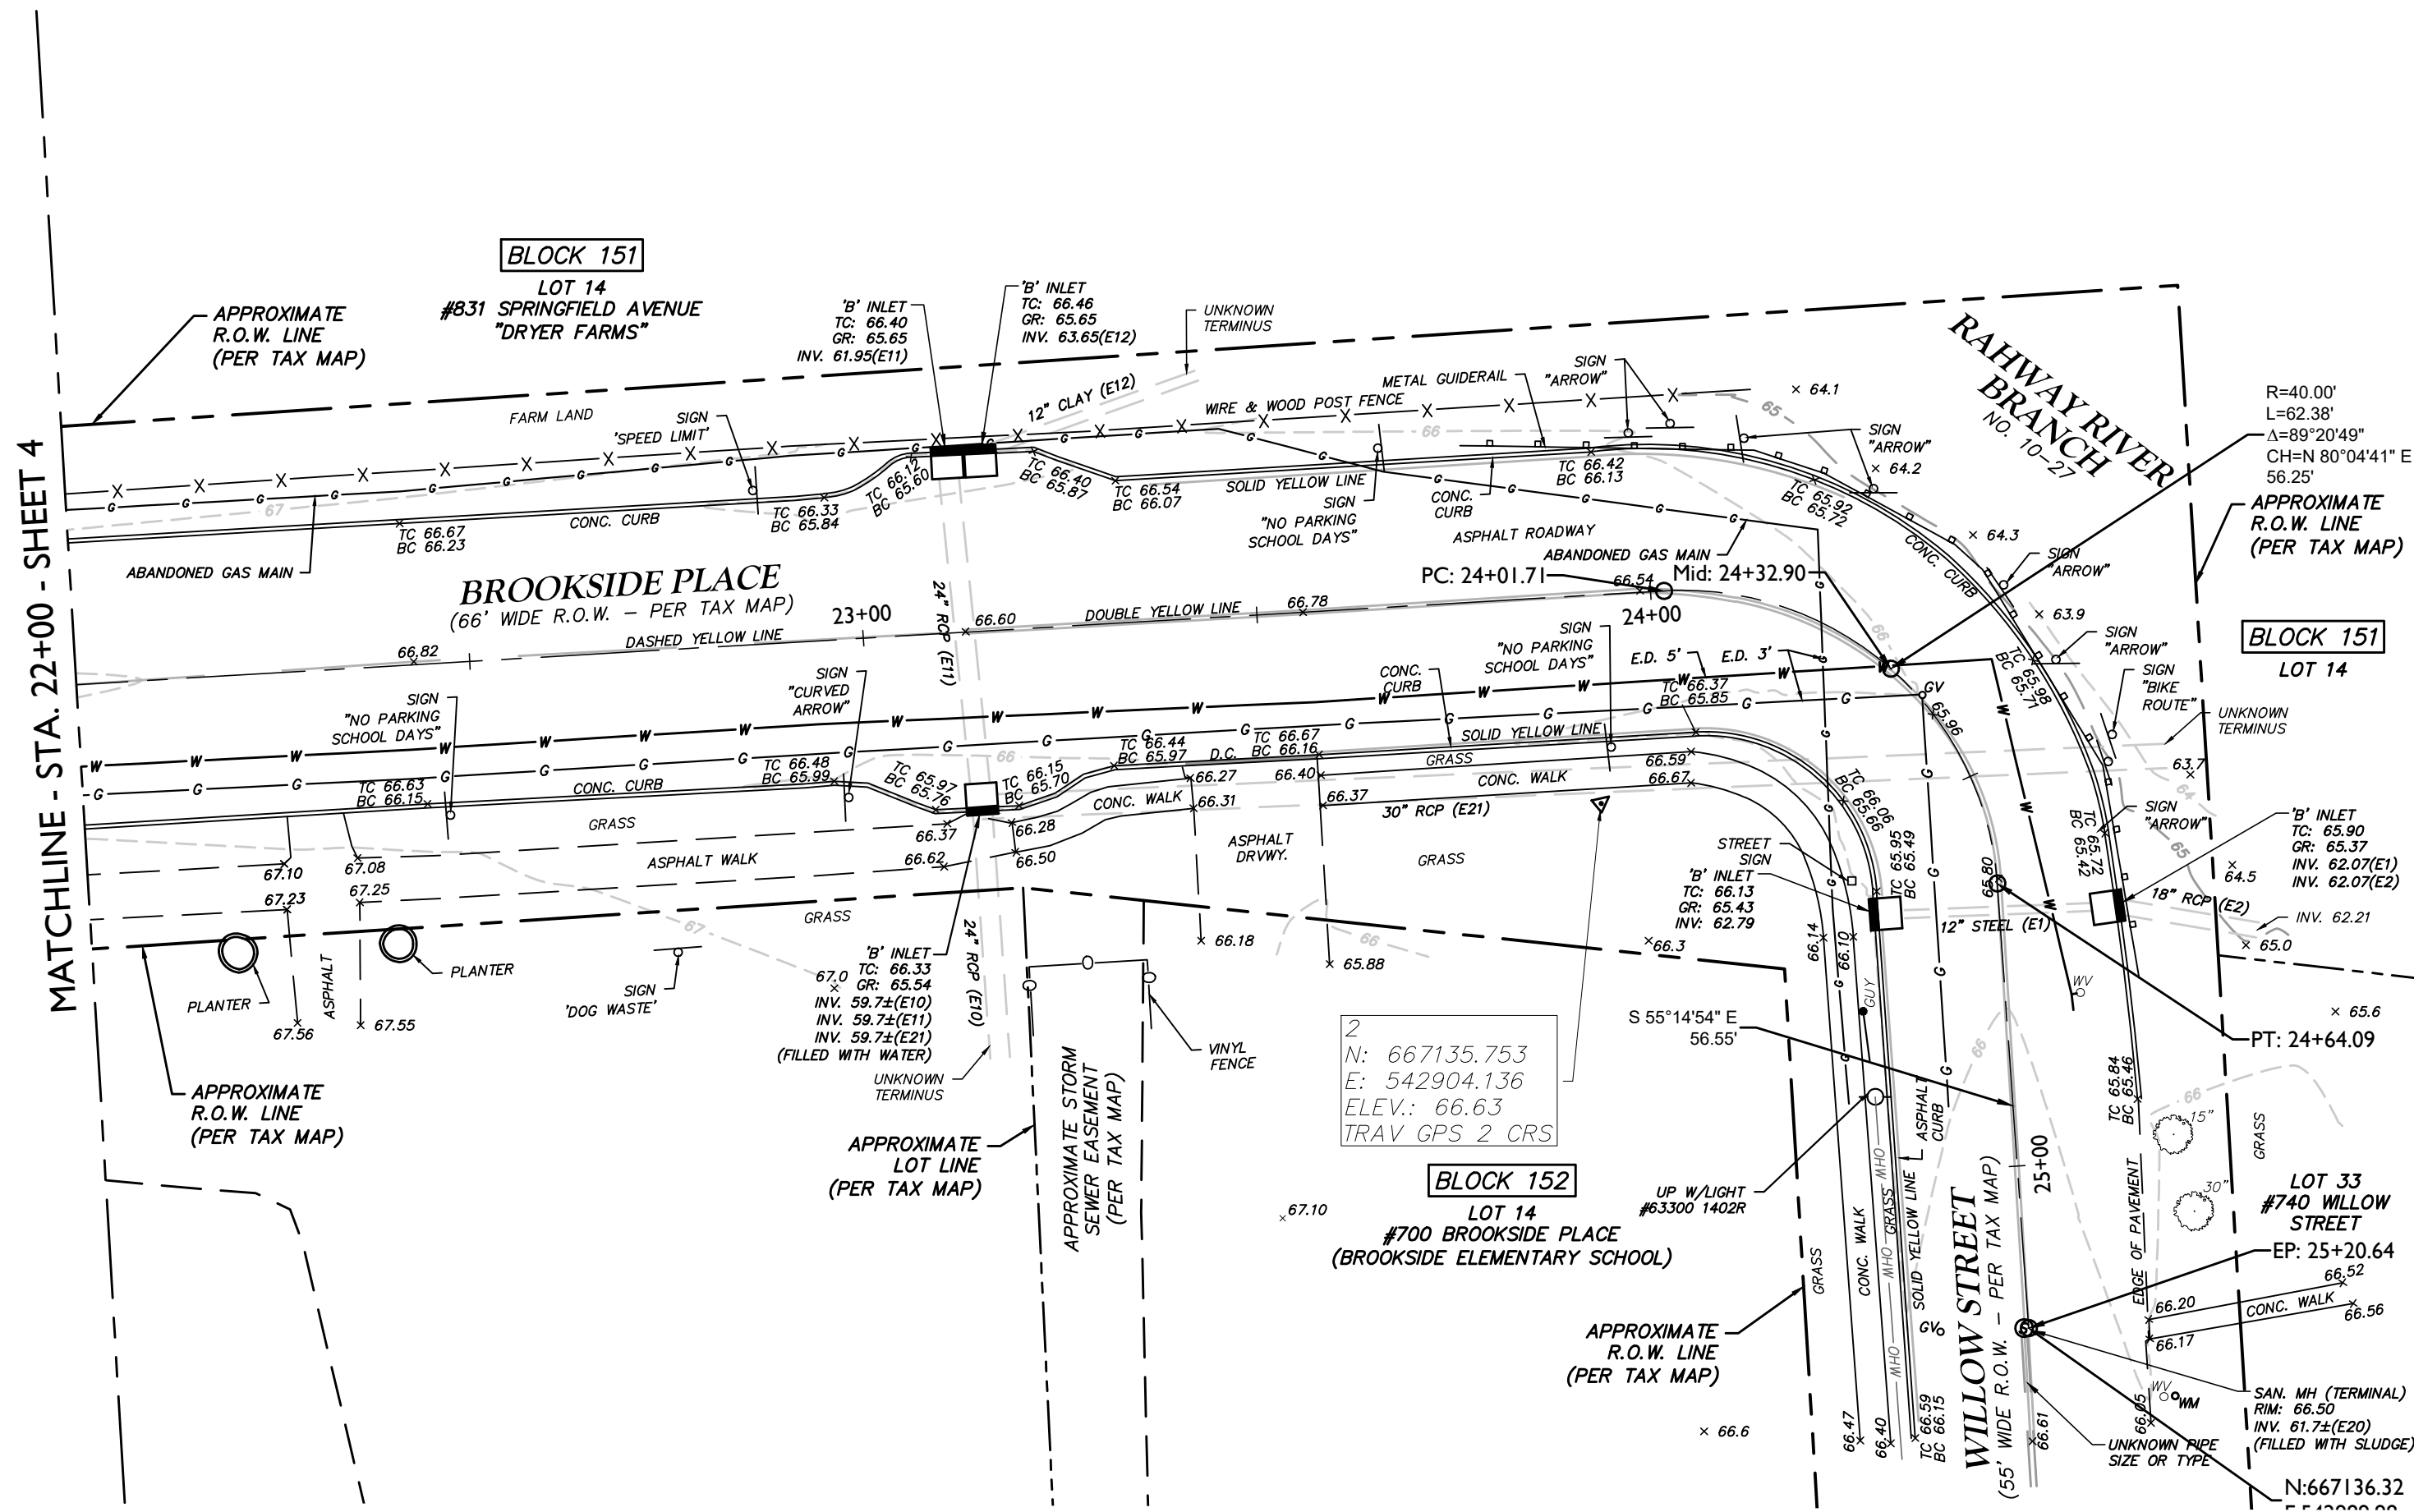 MATCHLINE - STA. 22+00 - SHEET 4
BLOCK 151
LOT 14
#831 SPRINGFIELD AVENUE
"DRYER FARMS"
APPROXIMATE
R.O.W. LINE
(PER TAX MAP)
'B' INLET
TC: 66.40
GR: 65.65
INV. 61.95(E11)
'B' INLET
TC: 66.46
GR: 65.65
INV. 63.65(E12)
UNKNOWN
TERMINUS
12" CLAY (E12)
FARM LAND
SIGN
'SPEED LIMIT'
METAL GUIDERAIL
SIGN
"ARROW"
WIRE & WOOD POST FENCE
66
65
64.1
RAHWAY RIVER
BRANCH
NO. 10-27
R=40.00'
L=62.38'
Δ=89°20'49"
CH=N 80°04'41" E
56.25'
SIGN
"ARROW"
64.2
APPROXIMATE
R.O.W. LINE
(PER TAX MAP)
67
TC 66.67
BC 66.23
CONC. CURB
TC 66.33
BC 65.84
TC 66.12
BC 65.60
TC 66.40
BC 65.87
TC 66.54
BC 66.07
SOLID YELLOW LINE
SIGN
"NO PARKING
SCHOOL DAYS"
CONC.
CURB
TC 66.42
BC 66.13
TC 65.92
BC 65.72
ASPHALT ROADWAY
ABANDONED GAS MAIN
64.3
CONC. CURB
SIGN
"ARROW"
ABANDONED GAS MAIN
BROOKSIDE PLACE
(66' WIDE R.O.W. – PER TAX MAP)
23+00
24" RCP (E11)
66.60
DOUBLE YELLOW LINE
66.78
PC: 24+01.71
66.54
Mid: 24+32.90
24+00
66
63.9
SIGN
"ARROW"
BLOCK 151
LOT 14
66.82
DASHED YELLOW LINE
SIGN
"NO PARKING
SCHOOL DAYS"
SIGN
"CURVED
ARROW"
CONC.
CURB
SIGN
"NO PARKING
SCHOOL DAYS"
E.D. 5'
E.D. 3'
TC 66.37
BC 65.85
GV
65.96
TC 65.98
BC 65.71
SIGN
"BIKE
ROUTE"
UNKNOWN
TERMINUS
63.7
64
TC 66.63
BC 66.15
CONC. CURB
TC 66.48
BC 65.99
TC 65.97
BC 65.76
TC 66.15
BC 65.70
66
TC 66.44
BC 65.97
D.C.
TC 66.67
BC 66.16
SOLID YELLOW LINE
GRASS
66.59
66.27
66.40
CONC. WALK
66.67
66.31
66.37
30" RCP (E21)
CONC. WALK
GRASS
66.37
66.28
66.62
66.50
ASPHALT WALK
ASPHALT
DRVWY.
GRASS
67.10
67.08
67.23
67.25
STREET
SIGN
'B' INLET
TC: 66.13
GR: 65.43
INV: 62.79
TC 66.06
BC 65.66
TC 65.95
BC 65.49
65.80
TC 65.72
BC 65.42
SIGN
"ARROW"
65
'B' INLET
TC: 65.90
GR: 65.37
INV. 62.07(E1)
INV. 62.07(E2)
64.5
18" RCP (E2)
INV. 62.21
65.0
12" STEEL (E1)
GRASS
67
66.18
65.88
66
66.3
66.14
66.10
PLANTER
PLANTER
ASPHALT
67.56
67.55
SIGN
'DOG WASTE'
67.0
'B' INLET
TC: 66.33
GR: 65.54
INV. 59.7±(E10)
INV. 59.7±(E11)
INV. 59.7±(E21)
(FILLED WITH WATER)
24" RCP (E10)
UNKNOWN
TERMINUS
VINYL
FENCE
APPROXIMATE STORM
SEWER EASEMENT
(PER TAX MAP)
APPROXIMATE
R.O.W. LINE
(PER TAX MAP)
APPROXIMATE
LOT LINE
(PER TAX MAP)
2
N: 667135.753
E: 542904.136
ELEV.: 66.63
TRAV GPS 2 CRS
S 55°14'54" E
56.55'
GUY
WV
66
65.6
PT: 24+64.09
TC 65.84
BC 65.46
66
15"
30"
GRASS
BLOCK 152
LOT 14
#700 BROOKSIDE PLACE
(BROOKSIDE ELEMENTARY SCHOOL)
67.10
UP W/LIGHT
#63300 1402R
ASPHALT
CURB
OHW
GRASS
OHW
OHW
SOLID YELLOW LINE
CONC. WALK
GRASS
25+00
WILLOW STREET
(55' WIDE R.O.W. – PER TAX MAP)
EDGE OF PAVEMENT
LOT 33
#740 WILLOW
STREET
EP: 25+20.64
66.52
66.20
CONC. WALK
66.56
66.17
GV
APPROXIMATE
R.O.W. LINE
(PER TAX MAP)
66.6
66.47
66.40
TC 66.59
BC 66.15
66.61
66.05
WV
WM
UNKNOWN PIPE
SIZE OR TYPE
SAN. MH (TERMINAL)
RIM: 66.50
INV. 61.7±(E20)
(FILLED WITH SLUDGE)
N:667136.32